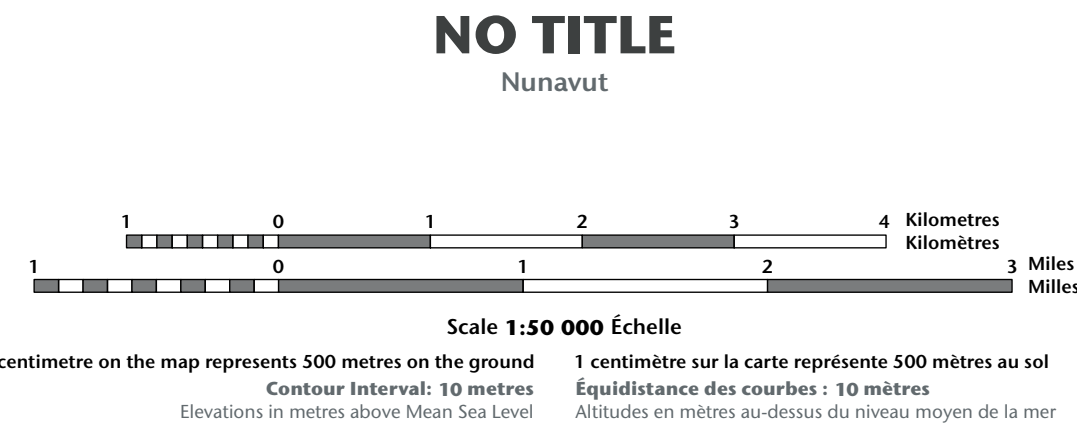 NO TITLE
Nunavut
1 0 1 2 3 4 Kilometres
Kilomètres
1 0 1 2 3 Miles
Milles
Scale 1:50 000 Échelle
centimetre on the map represents 500 metres on the ground
1 centimètre sur la carte représente 500 mètres au sol
Contour Interval: 10 metres
Équidistance des courbes : 10 mètres
Elevations in metres above Mean Sea Level
Altitudes en mètres au-dessus du niveau moyen de la mer